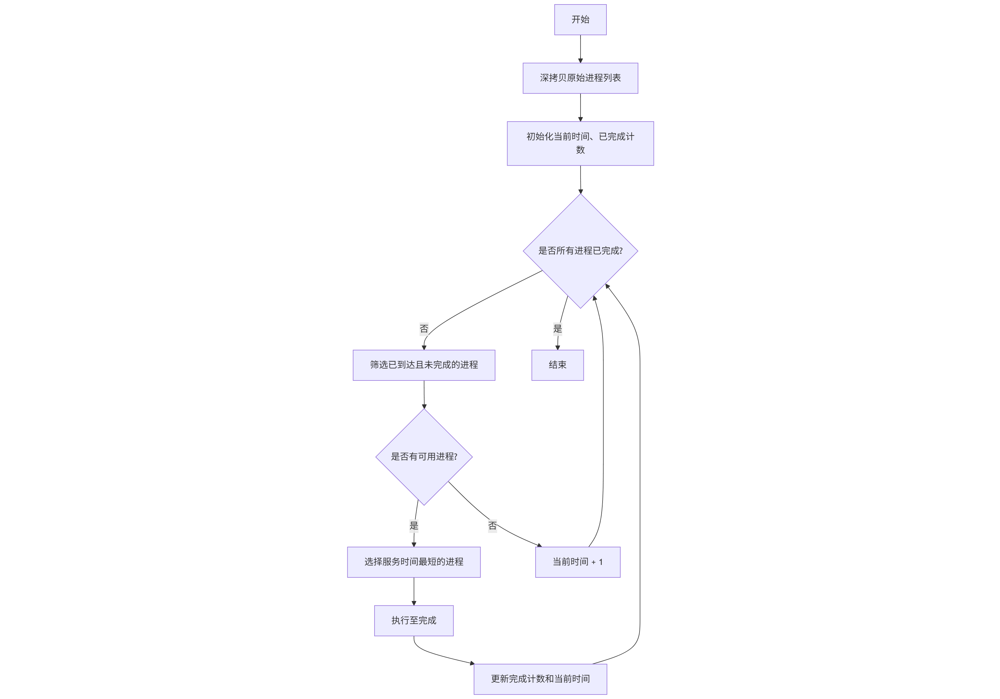 开始
深拷贝原始进程列表
初始化当前时间、已完成计
数
是否所有进程已完成?
否
是
筛选已到达且未完成的进程
结束
是否有可用进程?
是
否
选择服务时间最短的进程
当前时间 + 1
执行至完成
更新完成计数和当前时间